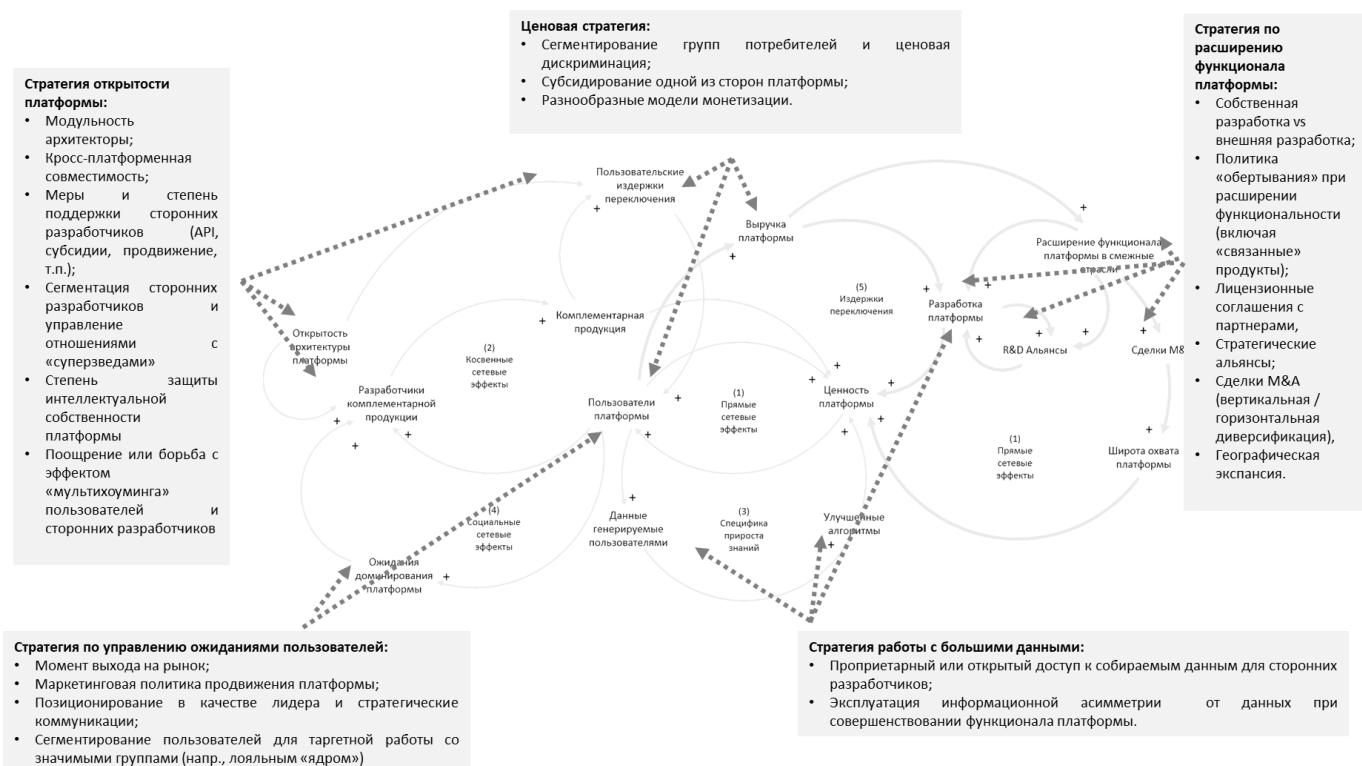 Ценовая стратегия:
• Сегментирование групп потребителей и ценовая
дискриминация;
• Субсидирование одной из сторон платформы;
• Разнообразные модели монетизации.
Стратегия по
расширению
функционала
платформы:
• Собственная
разработка vs
внешняя разработка;
• Политика
«обертывания» при
расширении
функциональности
(включая
«связанные»
продукты);
• Лицензионные
соглашения с
партнерами,
• Стратегические
альянсы;
• Сделки M&A
(вертикальная /
горизонтальная
диверсификация),
• Географическая
экспансия.
Стратегия открытости
платформы:
• Модульность
архитекторы;
• Кросс-платформенная
совместимость;
• Меры и степень
поддержки сторонних
разработчиков (API,
субсидии, продвижение,
т.п.);
• Сегментация сторонних
разработчиков и
управление
отношениями с
«суперзведами»
• Степень защиты
интеллектуальной
собственности
платформы
• Поощрение или борьба с
эффектом
«мультихоуминга»
пользователей и
сторонних разработчиков
Пользовательские
издержки
переключения
+
Выручка
платформы
+
+
Расширение функционала
платформы в смежные
отрасли
(5)
Издержки
переключения
+
+
Разработка
платформы
+
+
+
R&D Альянсы
+
Сделки M&
Комплементарная
продукция
+
Открытость
архитектуры
платформы
(2)
Косвенные
сетевые
эффекты
Разработчики
комплементарной
продукции
+
+
+
Пользователи
платформы
+
+
(1)
Прямые
сетевые
эффекты
+
+
+
Ценность
платформы
+
+
(1)
Прямые
сетевые
эффекты
+
Широта охвата
платформы
(4)
Социальные
сетевые
эффекты
+
Данные
генерируемые
пользователями
(3)
Специфика
прироста
знаний
Улучшенные
алгоритмы
+
Ожидания
доминирования
платформы
+
Стратегия по управлению ожиданиями пользователей:
• Момент выхода на рынок;
• Маркетинговая политика продвижения платформы;
• Позиционирование в качестве лидера и стратегические
коммуникации;
• Сегментирование пользователей для таргетной работы со
значимыми группами (напр., лояльным «ядром»)
Стратегия работы с большими данными:
• Проприетарный или открытый доступ к собираемым данным для сторонних
разработчиков;
• Эксплуатация информационной асимметрии от данных при
совершенствовании функционала платформы.